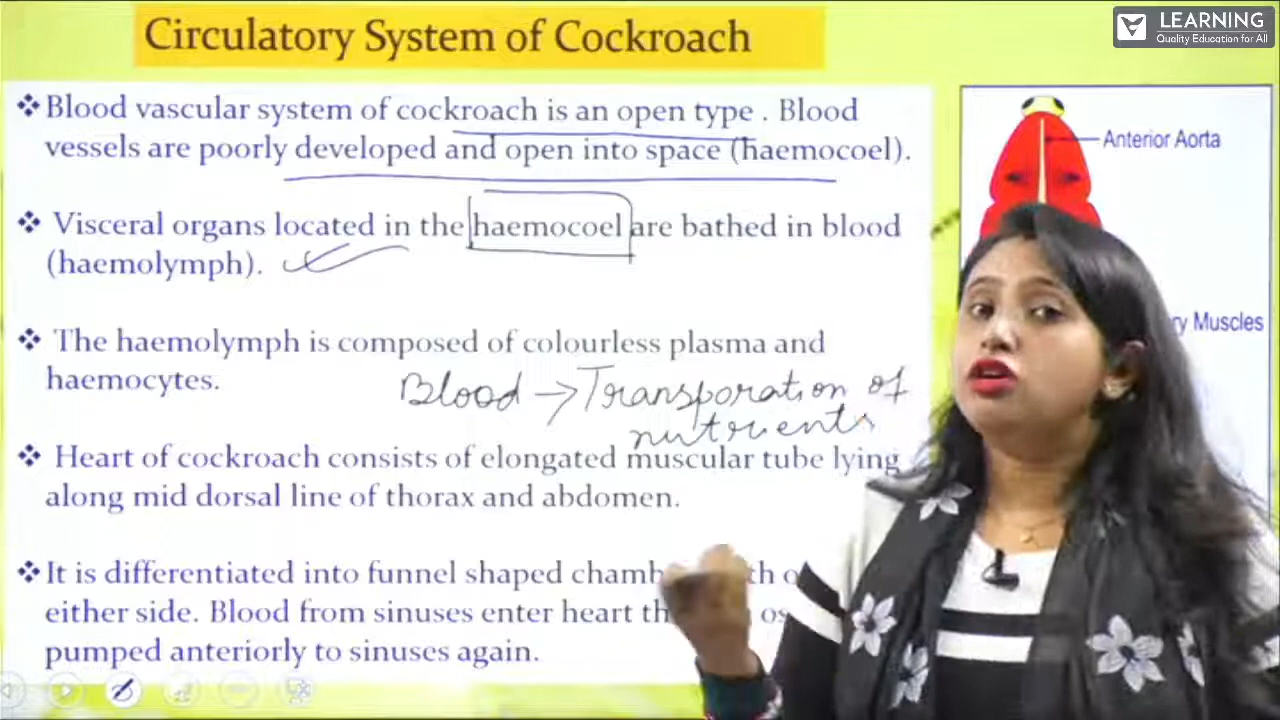 Circulatory System of Cockroach
LEARNING
Quality Education for All
❖Blood vascular system of cockroach is an open type . Blood
vessels are poorly developed and open into space (haemocoel).
❖ Visceral organs located in the haemocoel are bathed in blood
(haemolymph).
❖ The haemolymph is composed of colourless plasma and
haemocytes.
Blood → Transporation of
nutrients
❖ Heart of cockroach consists of elongated muscular tube lying
along mid dorsal line of thorax and abdomen.
❖It is differentiated into funnel shaped
either side. Blood from sinuses enter heart
pumped anteriorly to sinuses again.
Anterior Aorta
Muscles